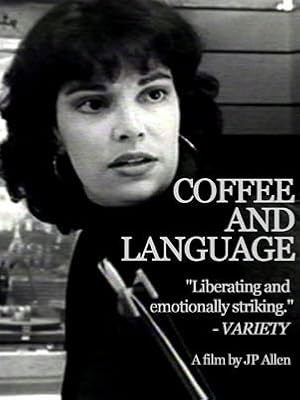 COFFEE
AND
LANGUAGE
"Liberating and
emotionally striking."
- VARIETY
A film by JP Allen